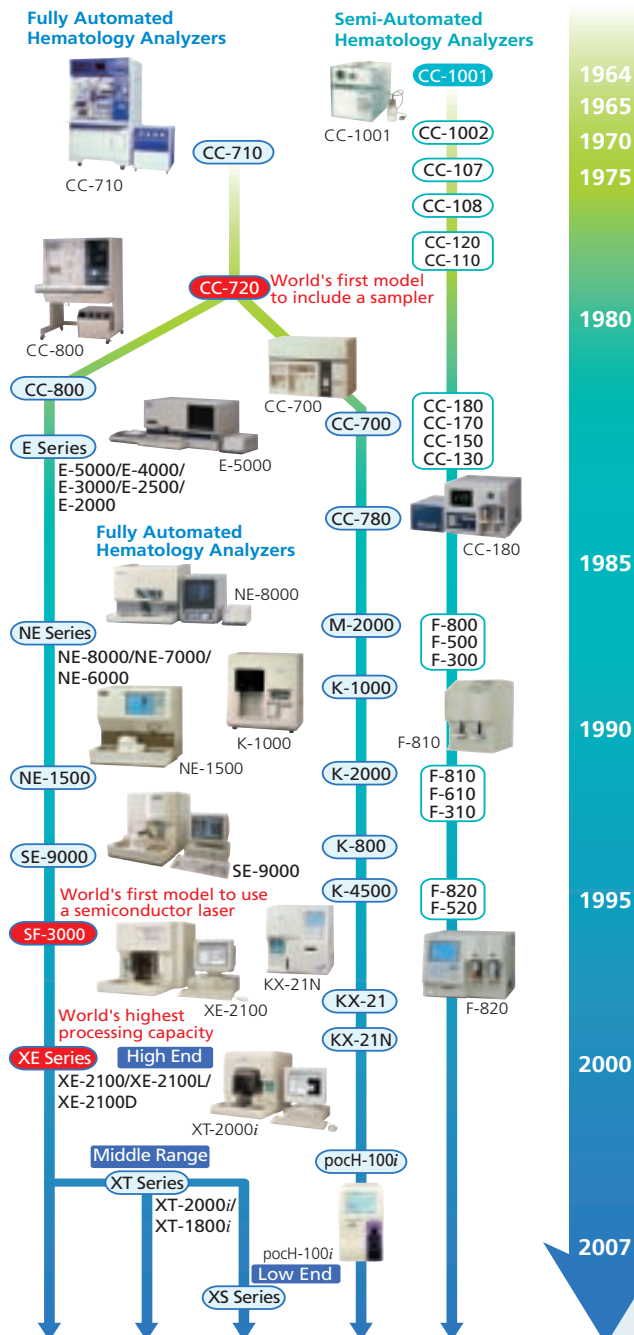 Fully Automated
Hematology Analyzers
Semi-Automated
Hematology Analyzers
CC-1001
1964
CC-1001
1965
CC-1002
1970
CC-710
CC-710
CC-107
1975
CC-108
CC-120
CC-110
CC-720
World's first model
to include a sampler
1980
CC-800
CC-800
CC-700
CC-700
CC-180
CC-170
CC-150
CC-130
E Series
E-5000
E-5000/E-4000/
E-3000/E-2500/
E-2000
CC-780
CC-180
1985
Fully Automated
Hematology Analyzers
NE-8000
NE Series
M-2000
F-800
F-500
F-300
NE-8000/NE-7000/
NE-6000
K-1000
K-1000
1990
F-810
NE-1500
NE-1500
K-2000
F-810
F-610
F-310
K-800
SE-9000
SE-9000
K-4500
F-820
F-520
1995
World's first model to use
a semiconductor laser
SF-3000
KX-21N
XE-2100
KX-21
F-820
World's highest
processing capacity
KX-21N
XE Series
High End
2000
XE-2100/XE-2100L/
XE-2100D
XT-2000i
Middle Range
pocH-100i
XT Series
XT-2000i/
XT-1800i
pocH-100i
2007
Low End
XS Series